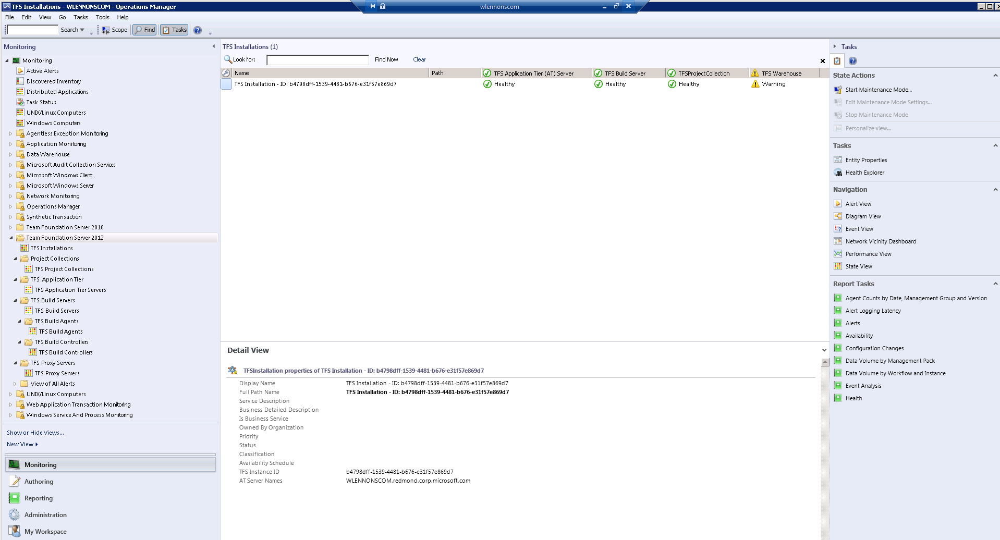 TFS Installations - WLENNONSCOM - Operations Manager
wlennonscom
File Edit View Go Tasks Tools Help
Search Scope Find Tasks
Monitoring
Monitoring
Active Alerts
Discovered Inventory
Distributed Applications
Task Status
UNIX/Linux Computers
Windows Computers
Agentless Exception Monitoring
Application Monitoring
Data Warehouse
Microsoft Audit Collection Services
Microsoft Windows Client
Microsoft Windows Server
Network Monitoring
Operations Manager
Synthetic Transaction
Team Foundation Server 2010
Team Foundation Server 2012
TFS Installations
Project Collections
TFS Project Collections
TFS Application Tier
TFS Application Tier Servers
TFS Build Servers
TFS Build Servers
TFS Build Agents
TFS Build Agents
TFS Build Controllers
TFS Build Controllers
TFS Proxy Servers
TFS Proxy Servers
View of All Alerts
UNIX/Linux Computers
Web Application Transaction Monitoring
Windows Service And Process Monitoring
Show or Hide Views...
New View
Monitoring
Authoring
Reporting
Administration
My Workspace
TFS Installations (1)
Look for: Find Now Clear
Name Path TFS Application Tier (AT) Server TFS Build Server TFSProjectCollection TFS Warehouse
TFS Installation - ID: b4798dff-1539-4481-b676-e31f57e869d7 Healthy Healthy Healthy Warning
Detail View
TFSInstallation properties of TFS Installation - ID: b4798dff-1539-4481-b676-e31f57e869d7
Display Name TFS Installation - ID: b4798dff-1539-4481-b676-e31f57e869d7
Full Path Name TFS Installation - ID: b4798dff-1539-4481-b676-e31f57e869d7
Service Description
Business Detailed Description
Is Business Service
Owned By Organization
Priority
Status
Classification
Availability Schedule
TFS Instance ID b4798dff-1539-4481-b676-e31f57e869d7
AT Server Names WLENNONSCOM.redmond.corp.microsoft.com
Tasks
State Actions
Start Maintenance Mode...
Edit Maintenance Mode Settings...
Stop Maintenance Mode
Personalize view...
Tasks
Entity Properties
Health Explorer
Navigation
Alert View
Diagram View
Event View
Network Vicinity Dashboard
Performance View
State View
Report Tasks
Agent Counts by Date, Management Group and Version
Alert Logging Latency
Alerts
Availability
Configuration Changes
Data Volume by Management Pack
Data Volume by Workflow and Instance
Event Analysis
Health